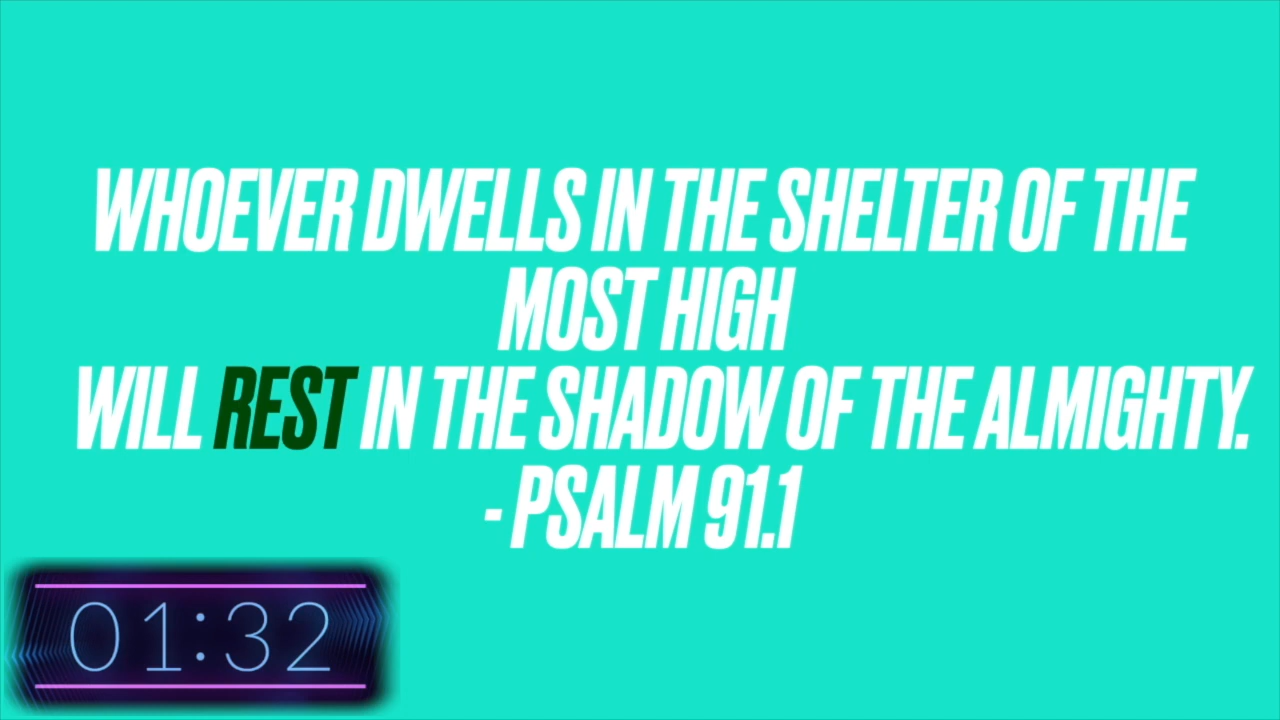 WHOEVER DWELLS IN THE SHELTER OF THE
MOST HIGH
WILL REST IN THE SHADOW OF THE ALMIGHTY.
- PSALM 91.1
01:32